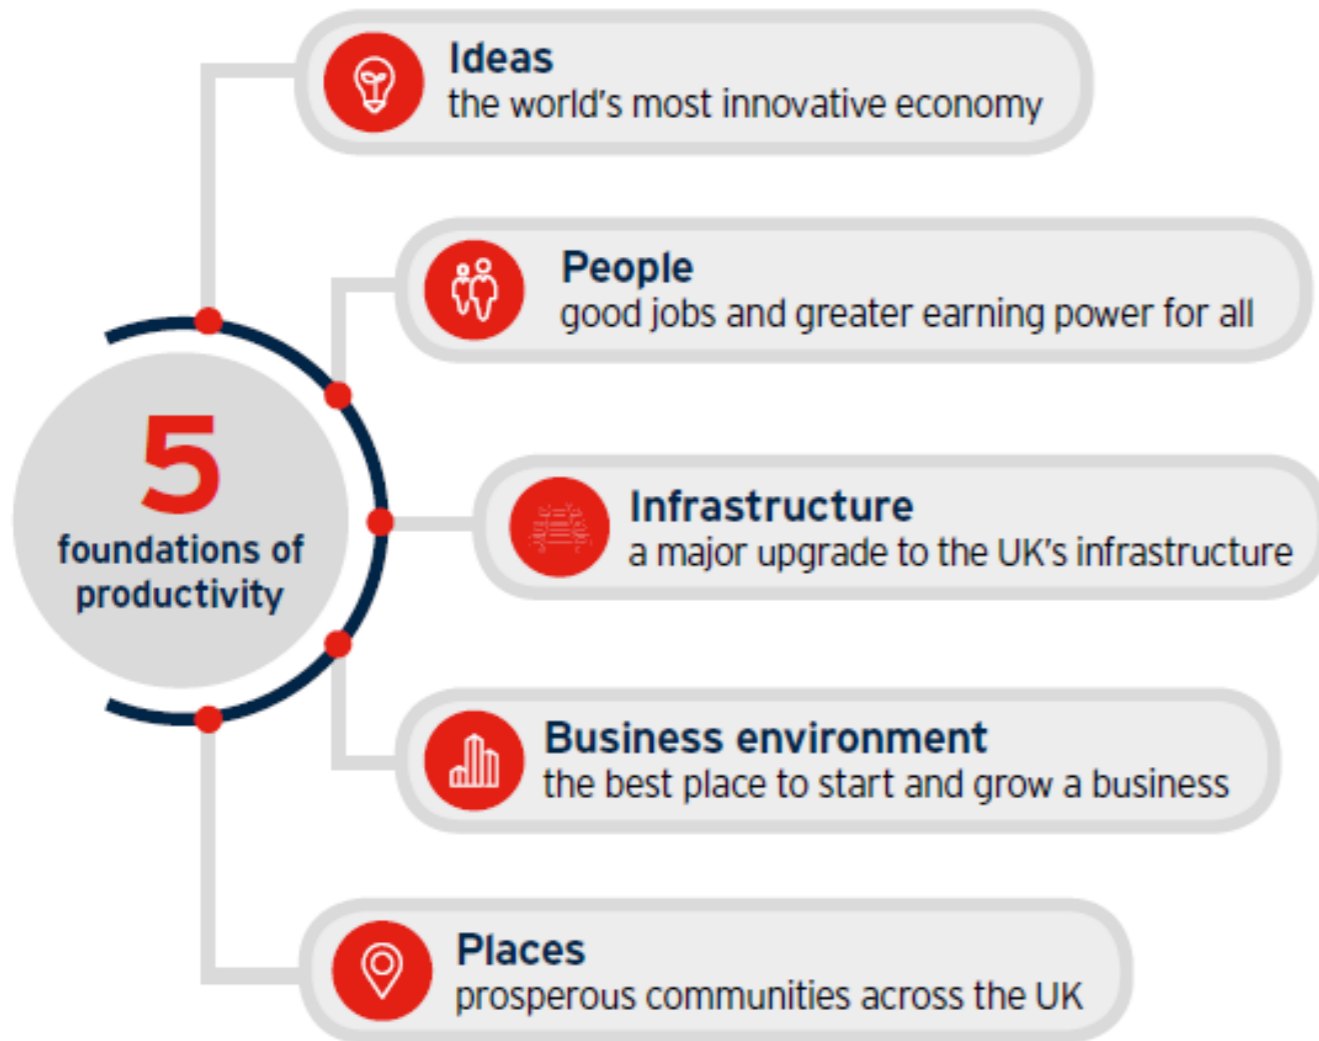 Ideas
the world's most innovative economy
People
good jobs and greater earning power for all
5
foundations of
productivity
Infrastructure
a major upgrade to the UK's infrastructure
Business environment
the best place to start and grow a business
Places
prosperous communities across the UK